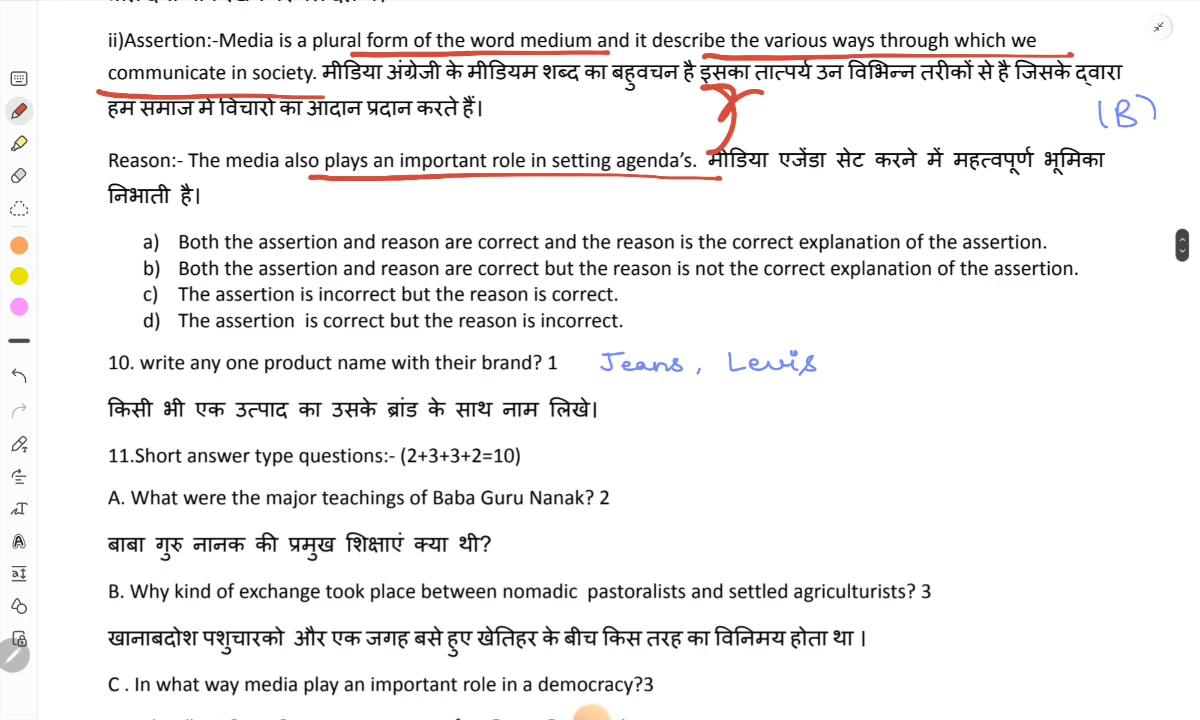 ii)Assertion:-Media is a plural form of the word medium and it describe the various ways through which we
communicate in society. मीडिया अंग्रेजी के मीडियम शब्द का बहुवचन है इसका तात्पर्य उन विभिन्न तरीकों से है जिसके द्वारा
हम समाज मे विचारों का आदान प्रदान करते हैं।
(B)
Reason:- The media also plays an important role in setting agenda's. मीडिया एजेंडा सेट करने में महत्वपूर्ण भूमिका
निभाती है।
a) Both the assertion and reason are correct and the reason is the correct explanation of the assertion.
b) Both the assertion and reason are correct but the reason is not the correct explanation of the assertion.
c) The assertion is incorrect but the reason is correct.
d) The assertion is correct but the reason is incorrect.
10. write any one product name with their brand? 1 Jeans, Levis
किसी भी एक उत्पाद का उसके ब्रांड के साथ नाम लिखे।
11.Short answer type questions:- (2+3+3+2=10)
A. What were the major teachings of Baba Guru Nanak? 2
बाबा गुरु नानक की प्रमुख शिक्षाएं क्या थी?
B. Why kind of exchange took place between nomadic pastoralists and settled agriculturists? 3
खानाबदोश पशुचारको और एक जगह बसे हुए खेतिहर के बीच किस तरह का विनिमय होता था ।
C . In what way media play an important role in a democracy?3